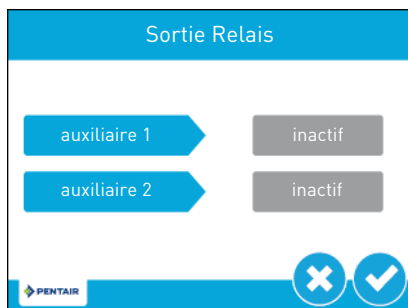 Sortie Relais
auxiliaire 1
inactif
auxiliaire 2
inactif
PENTAIR